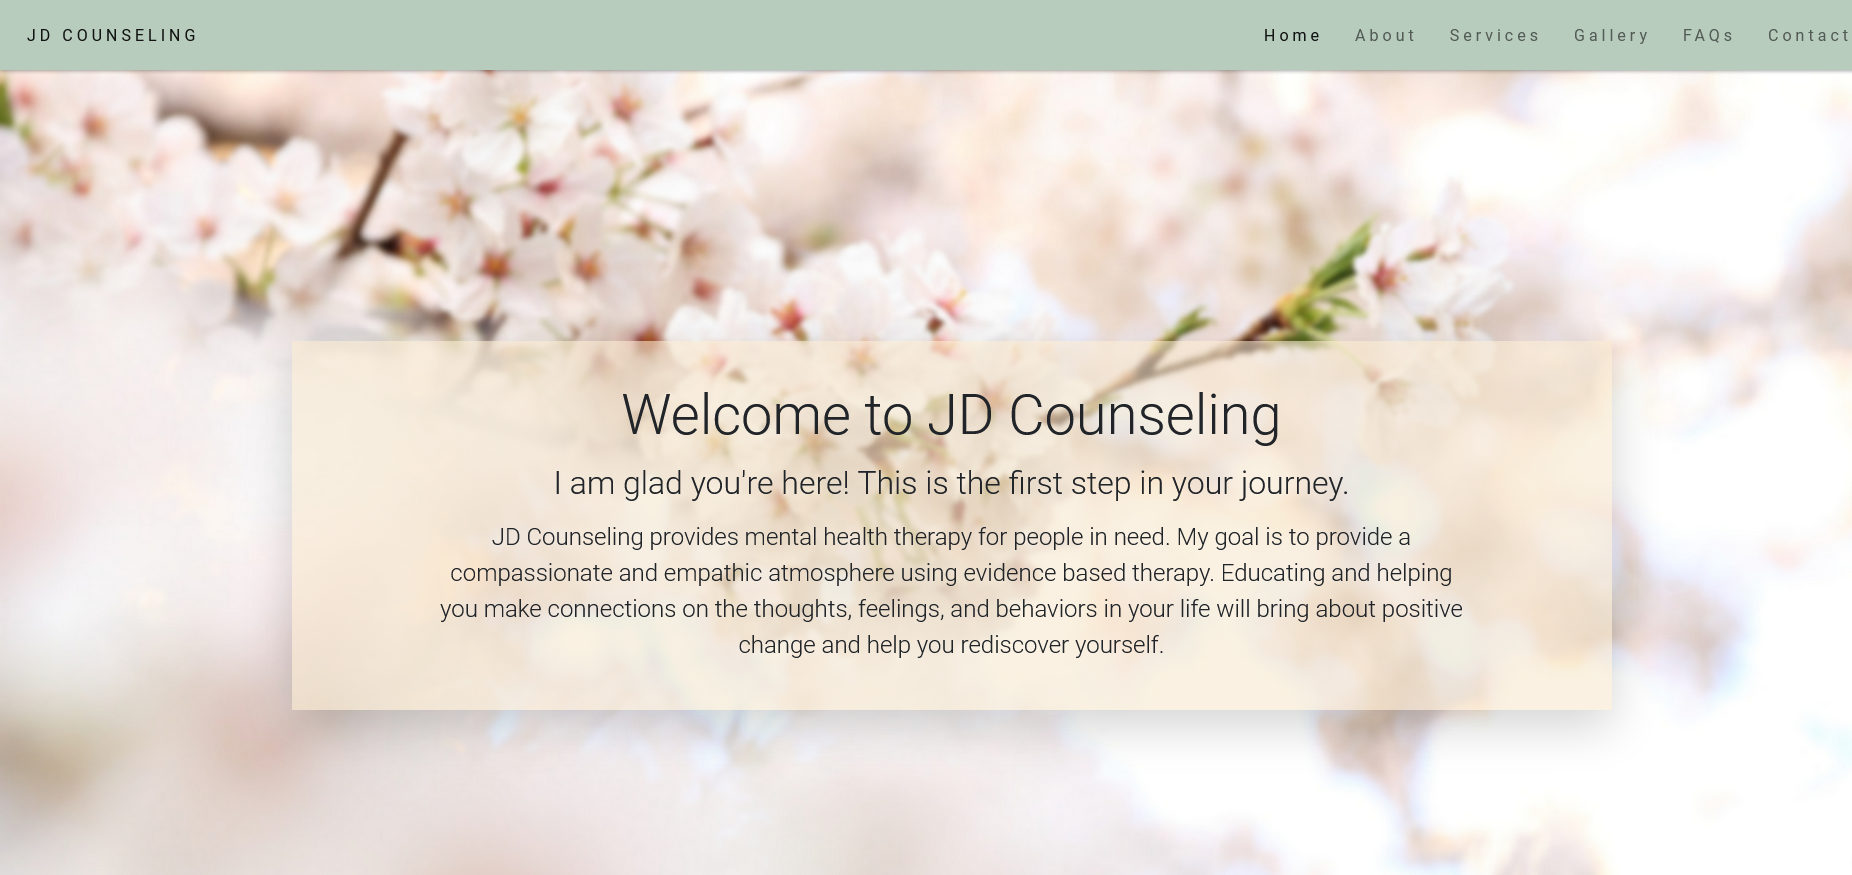 JD COUNSELING
Home About Services Gallery FAQs Contact
Welcome to JD Counseling
I am glad you're here! This is the first step in your journey.
JD Counseling provides mental health therapy for people in need. My goal is to provide a
compassionate and empathic atmosphere using evidence based therapy. Educating and helping
you make connections on the thoughts, feelings, and behaviors in your life will bring about positive
change and help you rediscover yourself.